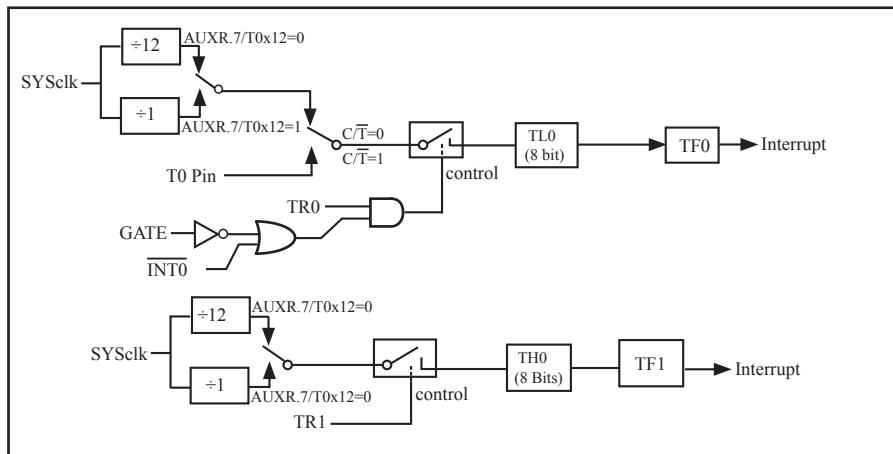 ÷12
AUXR.7/T0x12=0
SYSclk
÷1
AUXR.7/T0x12=1
C/T̅=0
C/T̅=1
T0 Pin
control
TL0
(8 bit)
TF0
Interrupt
TR0
GATE
I̅N̅T̅0̅
÷12
AUXR.7/T0x12=0
SYSclk
÷1
AUXR.7/T0x12=0
control
TR1
TH0
(8 Bits)
TF1
Interrupt